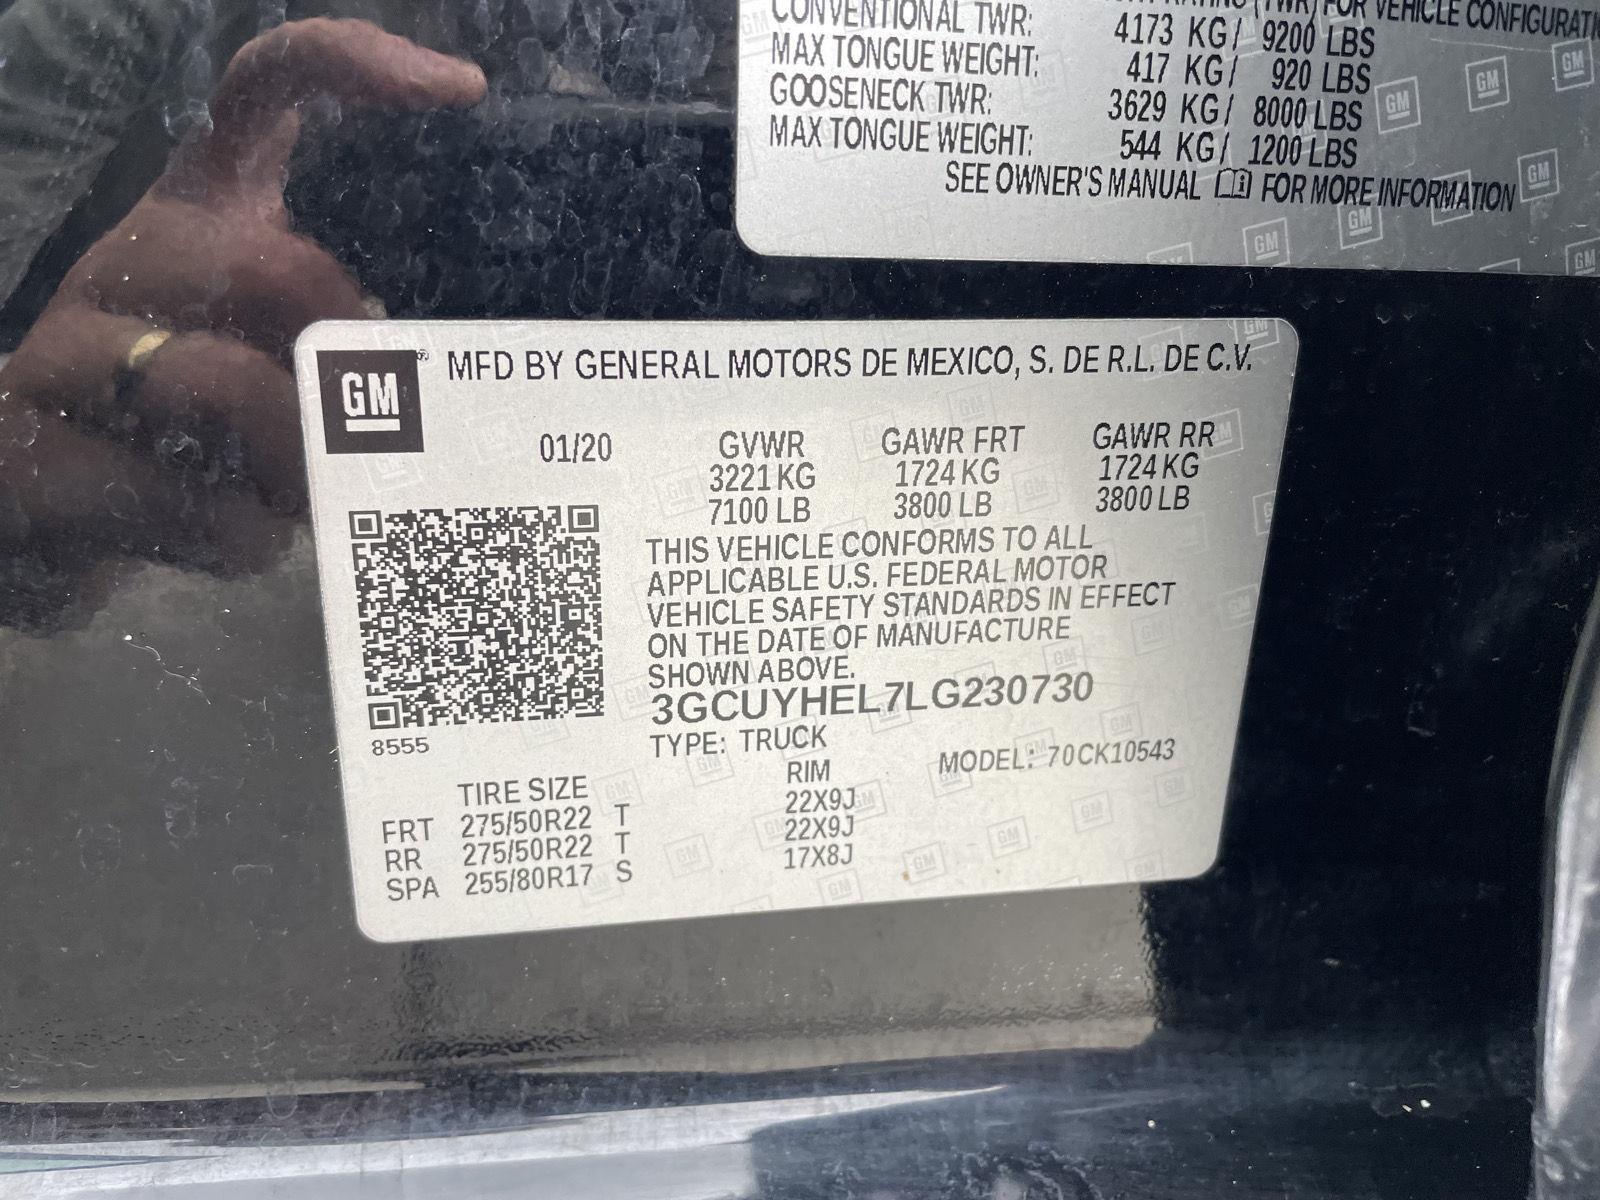 (TWR) FOR VEHICLE
CONVENTIONAL TWR: 4173 KG/ 9200 LBS
MAX TONGUE WEIGHT: 417 KG/ 920 LBS
GOOSENECK TWR: 3629 KG/ 8000 LBS
MAX TONGUE WEIGHT: 544 KG/ 1200 LBS
SEE OWNER'S MANUAL FOR MORE INFORMATION
GM® MFD BY GENERAL MOTORS DE MEXICO, S. DE R.L. DE C.V.
01/20 GVWR GAWR FRT GAWR RR
3221 KG 1724 KG 1724 KG
7100 LB 3800 LB 3800 LB
THIS VEHICLE CONFORMS TO ALL
APPLICABLE U.S. FEDERAL MOTOR
VEHICLE SAFETY STANDARDS IN EFFECT
ON THE DATE OF MANUFACTURE
SHOWN ABOVE.
3GCUYHEL7LG230730
8555 TYPE: TRUCK MODEL: 70CK10543
TIRE SIZE RIM
FRT 275/50R22 T 22X9J
RR 275/50R22 T 22X9J
SPA 255/80R17 S 17X8J